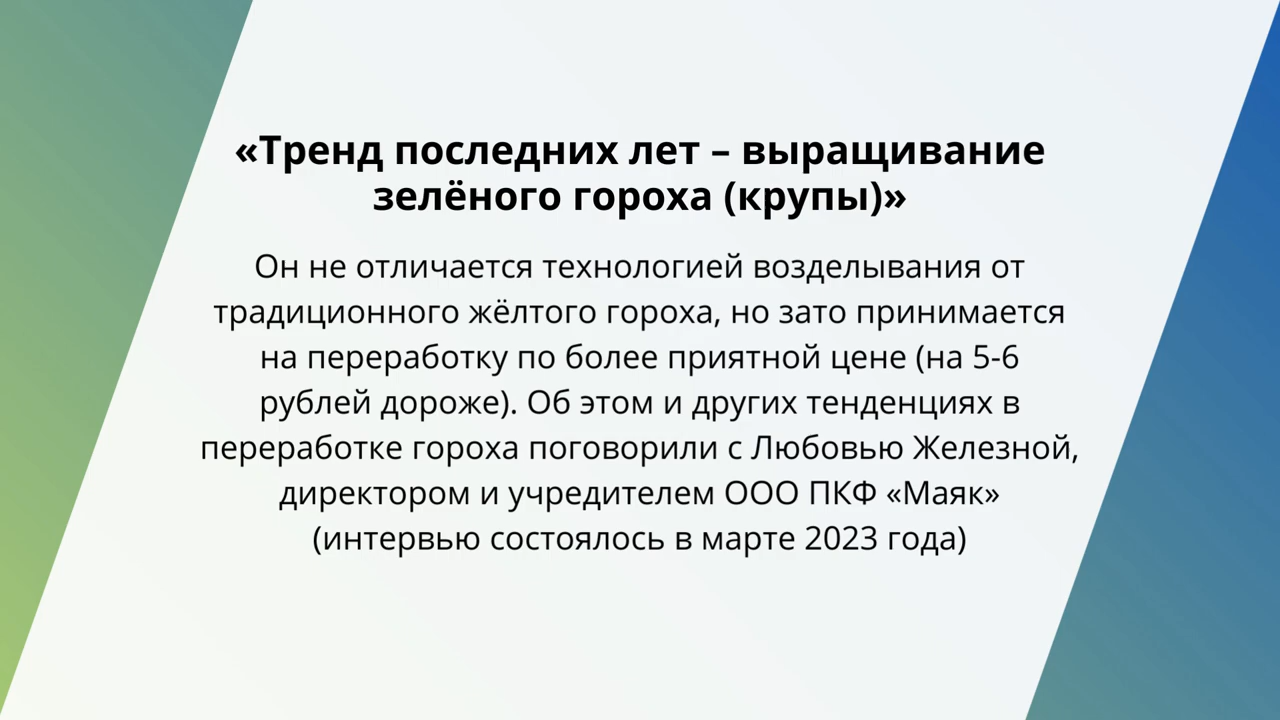 «Тренд последних лет – выращивание
зелёного гороха (крупы)»
Он не отличается технологией возделывания от
традиционного жёлтого гороха, но зато принимается
на переработку по более приятной цене (на 5-6
рублей дороже). Об этом и других тенденциях в
переработке гороха поговорили с Любовью Железной,
директором и учредителем ООО ПКФ «Маяк»
(интервью состоялось в марте 2023 года)